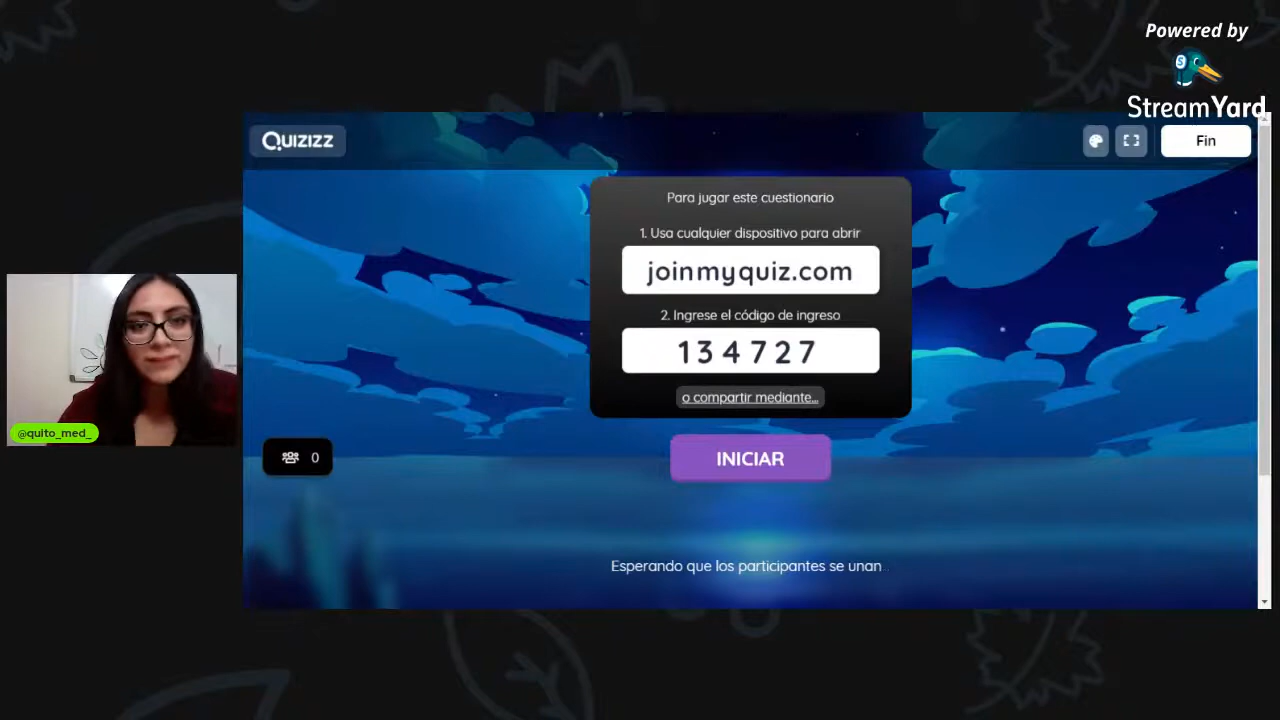 Powered by
StreamYard
QUIZIZZ
Fin
Para jugar este cuestionario
1. Usa cualquier dispositivo para abrir
joinmyquiz.com
2. Ingrese el código de ingreso
134727
o compartir mediante...
@quito_med_
0
INICIAR
Esperando que los participantes se unan..